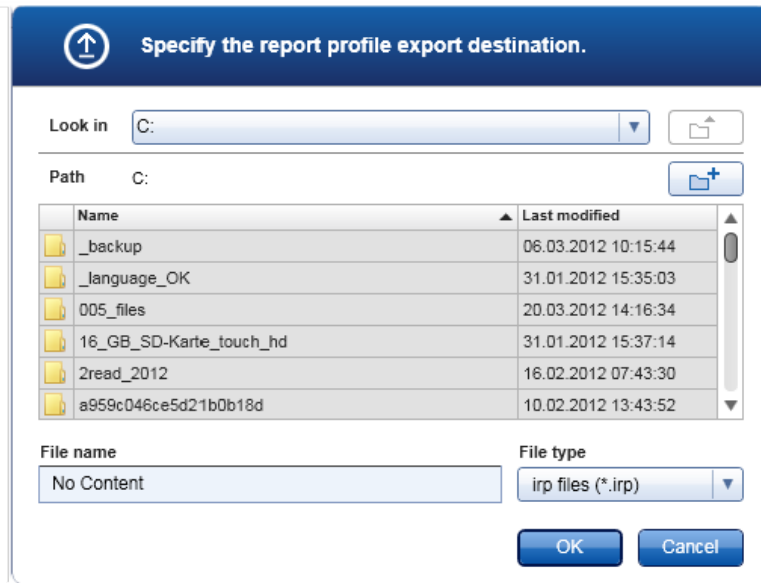 Specify the report profile export destination.
Look in C:
Path C:
Name Last modified
_backup 06.03.2012 10:15:44
_language_OK 31.01.2012 15:35:03
005_files 20.03.2012 14:16:34
16_GB_SD-Karte_touch_hd 31.01.2012 15:37:14
2read_2012 16.02.2012 07:43:30
a959c046ce5d21b0b18d 10.02.2012 13:43:52
File name File type
No Content irp files (*.irp)
OK Cancel